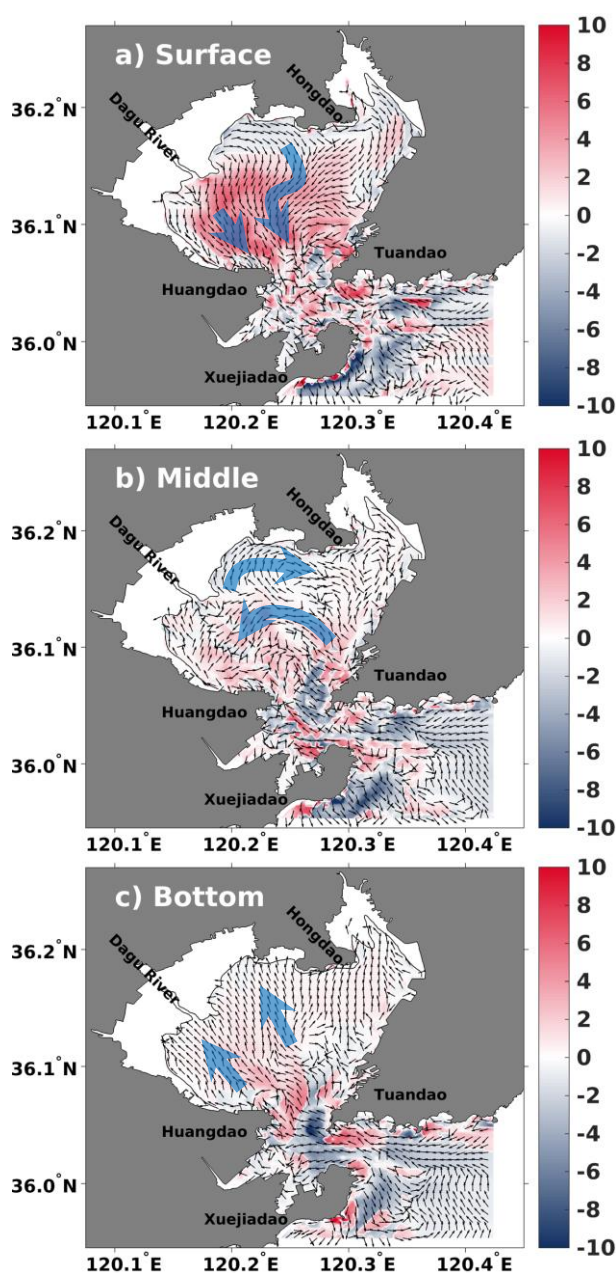 a) Surface
Hongdao
Dagu River
Tuandao
Huangdao
Xuejiadao
36.2°N
36.1°N
36.0°N
120.1°E 120.2°E 120.3°E 120.4°E
10
8
6
4
2
0
-2
-4
-6
-8
-10
b) Middle
Hongdao
Dagu River
Tuandao
Huangdao
Xuejiadao
36.2°N
36.1°N
36.0°N
120.1°E 120.2°E 120.3°E 120.4°E
10
8
6
4
2
0
-2
-4
-6
-8
-10
c) Bottom
Hongdao
Dagu River
Tuandao
Huangdao
Xuejiadao
36.2°N
36.1°N
36.0°N
120.1°E 120.2°E 120.3°E 120.4°E
10
8
6
4
2
0
-2
-4
-6
-8
-10